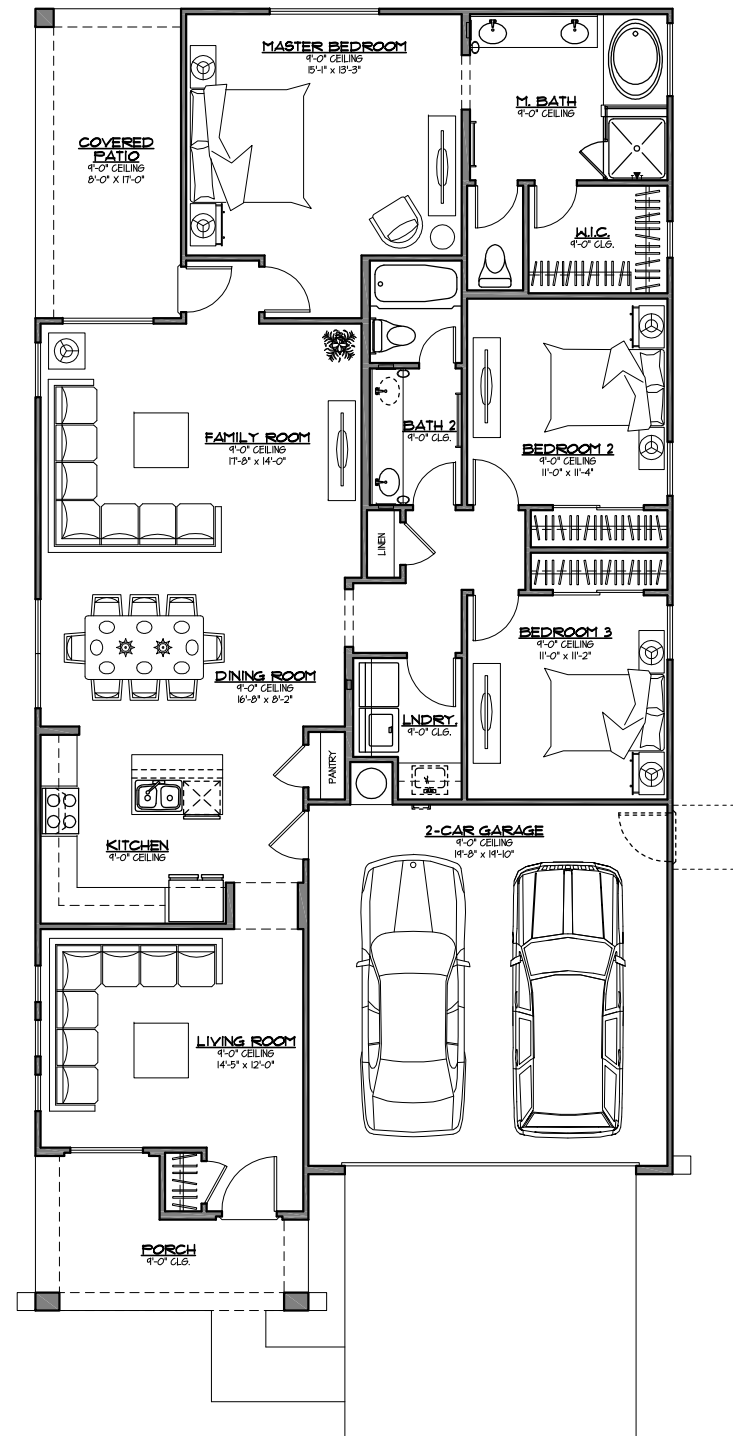 MASTER BEDROOM
9'-0" CEILING
15'-1" x 13'-3"
M. BATH
9'-0" CEILING
COVERED
PATIO
9'-0" CEILING
8'-0" X 17'-0"
W.I.C.
9'-0" CLG.
FAMILY ROOM
9'-0" CEILING
17'-8" x 14'-0"
BATH 2
9'-0" CLG.
BEDROOM 2
9'-0" CEILING
11'-0" x 11'-4"
LINEN
BEDROOM 3
9'-0" CEILING
11'-0" x 11'-2"
DINING ROOM
9'-0" CEILING
16'-8" x 8'-2"
LNDRY.
9'-0" CLG.
PANTRY
KITCHEN
9'-0" CEILING
2-CAR GARAGE
9'-0" CEILING
19'-8" x 19'-10"
LIVING ROOM
9'-0" CEILING
14'-5" x 12'-0"
PORCH
9'-0" CLG.